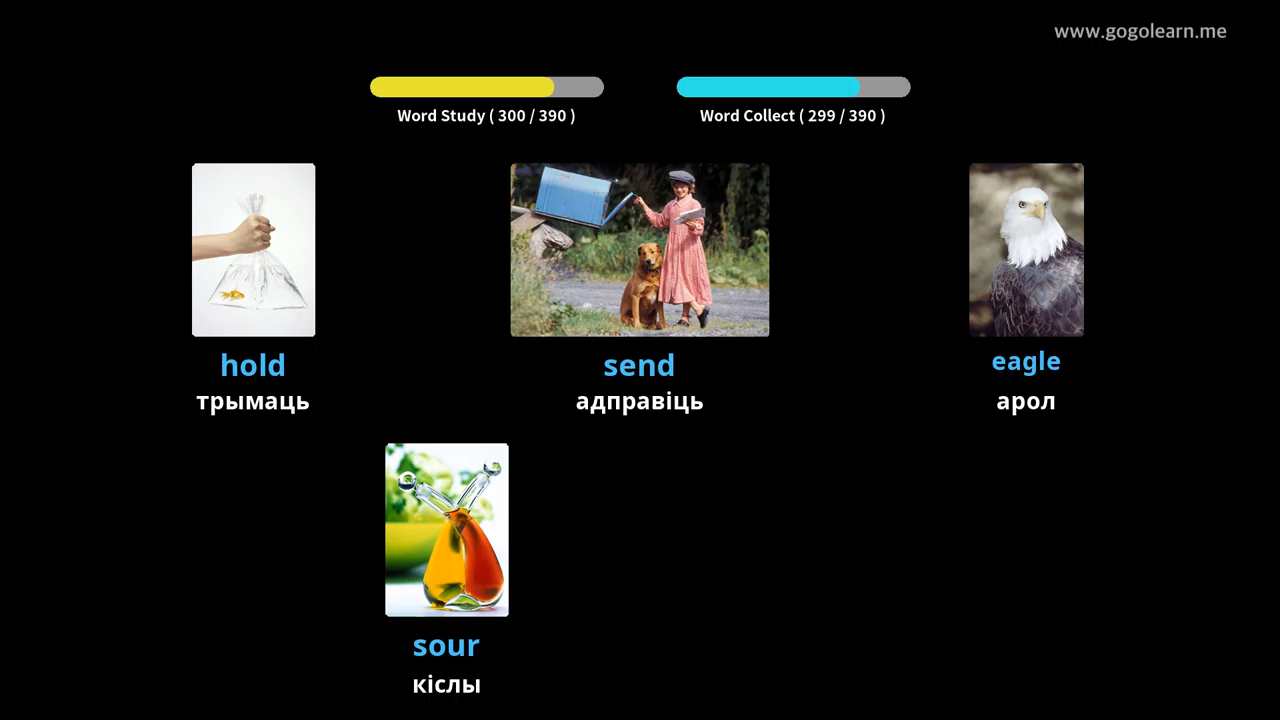 www.gogolearn.me
Word Study ( 300 / 390 )
Word Collect ( 299 / 390 )
hold
трымаць
send
адправіць
eagle
арол
sour
кіслы